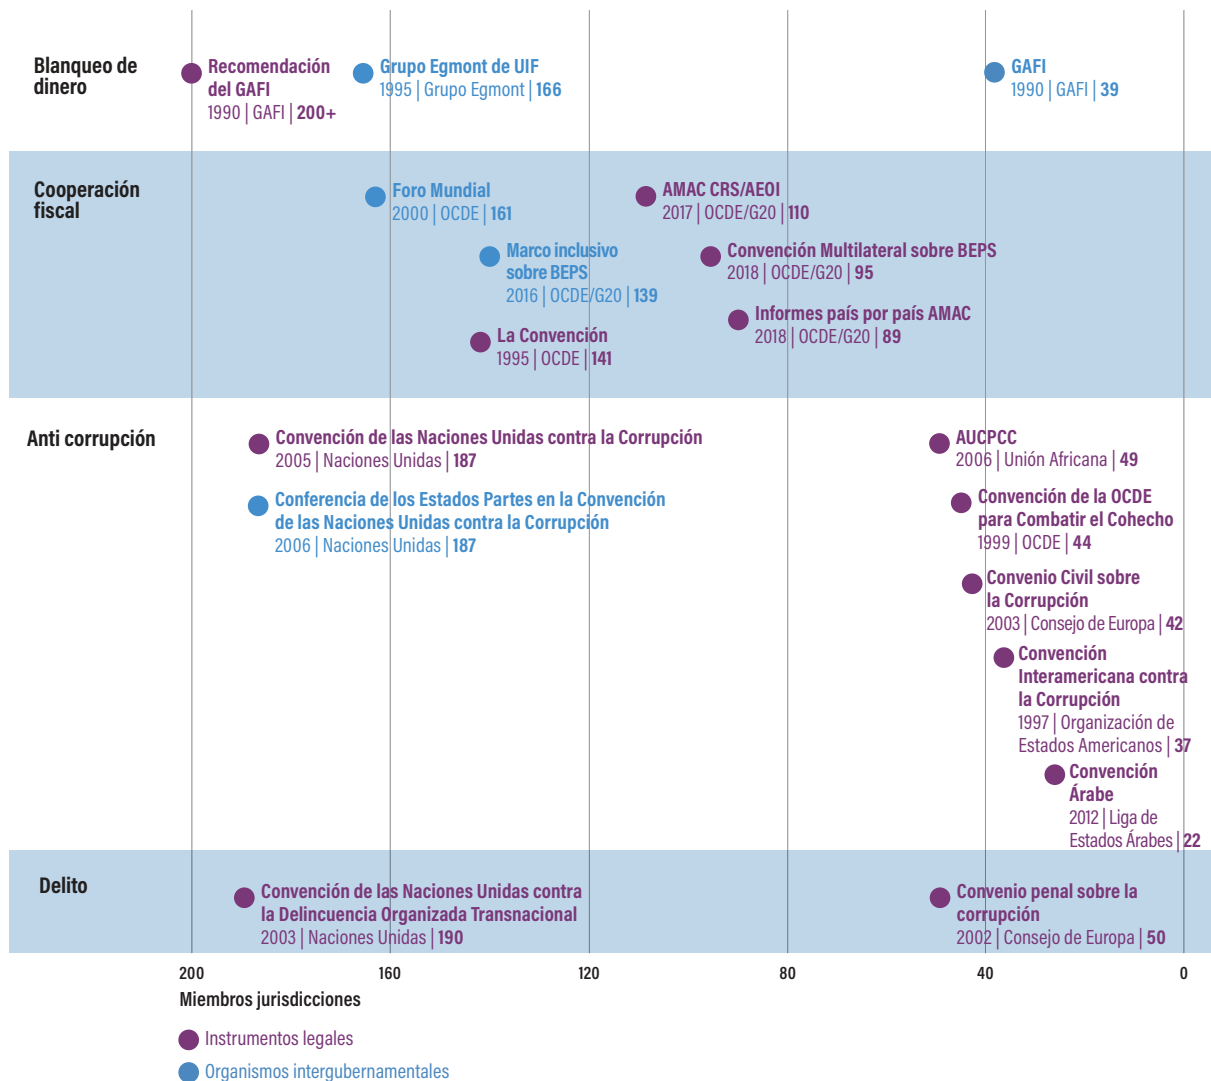 Blanqueo de
dinero
Recomendación
del GAFI
1990 | GAFI | 200+
Grupo Egmont de UIF
1995 | Grupo Egmont | 166
GAFI
1990 | GAFI | 39
Cooperación
fiscal
Foro Mundial
2000 | OCDE | 161
AMAC CRS/AEOI
2017 | OCDE/G20 | 110
Marco inclusivo
sobre BEPS
2016 | OCDE/G20 | 139
Convención Multilateral sobre BEPS
2018 | OCDE/G20 | 95
La Convención
1995 | OCDE | 141
Informes país por país AMAC
2018 | OCDE/G20 | 89
Anti corrupción
Convención de las Naciones Unidas contra la Corrupción
2005 | Naciones Unidas | 187
Conferencia de los Estados Partes en la Convención
de las Naciones Unidas contra la Corrupción
2006 | Naciones Unidas | 187
AUCPCC
2006 | Unión Africana | 49
Convención de la OCDE
para Combatir el Cohecho
1999 | OCDE | 44
Convenio Civil sobre
la Corrupción
2003 | Consejo de Europa | 42
Convención
Interamericana contra
la Corrupción
1997 | Organización de
Estados Americanos | 37
Convención
Árabe
2012 | Liga de
Estados Árabes | 22
Delito
Convención de las Naciones Unidas contra
la Delincuencia Organizada Transnacional
2003 | Naciones Unidas | 190
Convenio penal sobre la
corrupción
2002 | Consejo de Europa | 50
200 160 120 80 40 0
Miembros jurisdicciones
Instrumentos legales
Organismos intergubernamentales